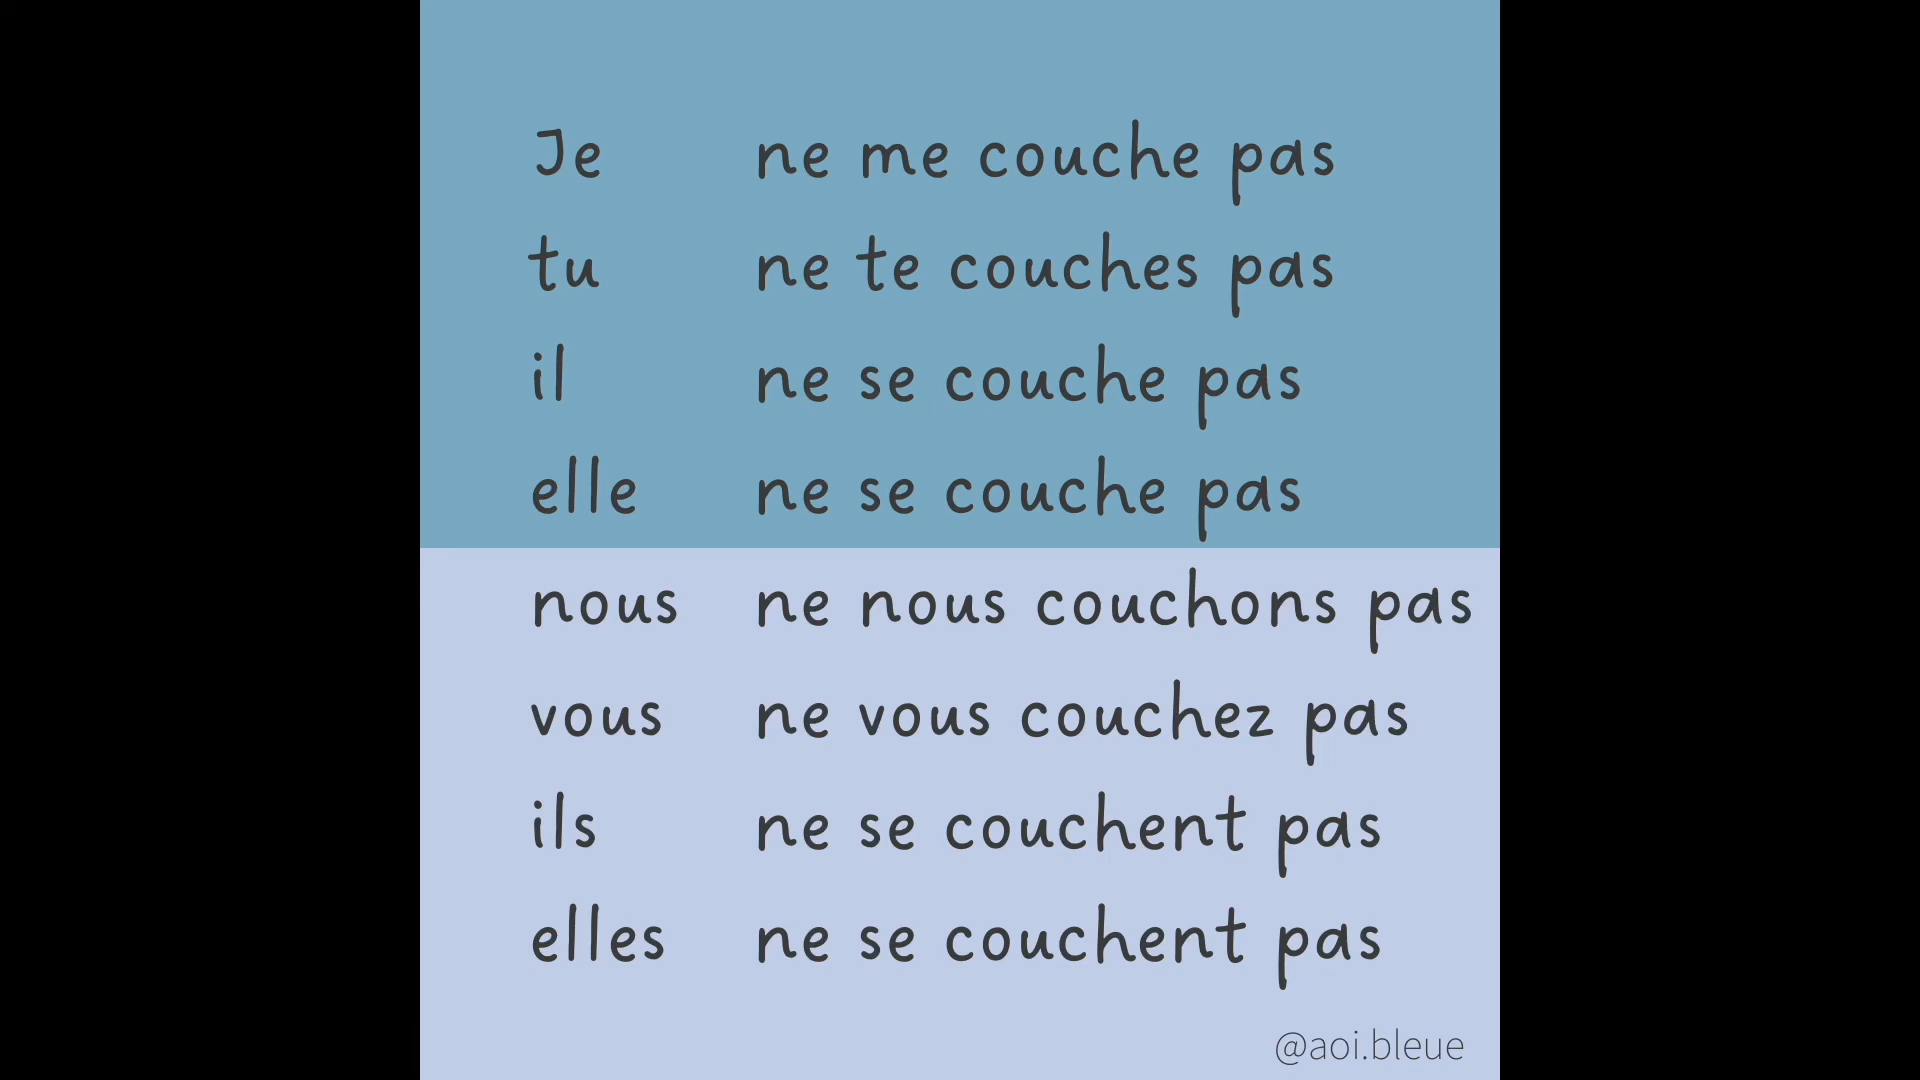 Je ne me couche pas
tu ne te couches pas
il ne se couche pas
elle ne se couche pas
nous ne nous couchons pas
vous ne vous couchez pas
ils ne se couchent pas
elles ne se couchent pas
@aoi.bleue